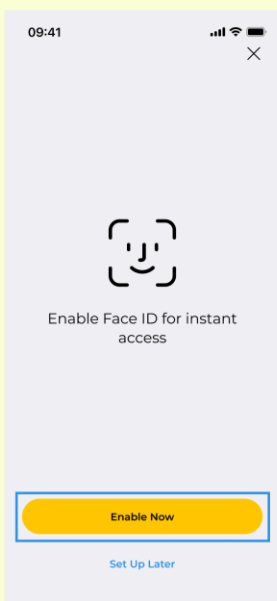 09:41
Enable Face ID for instant
access
Enable Now
Set Up Later